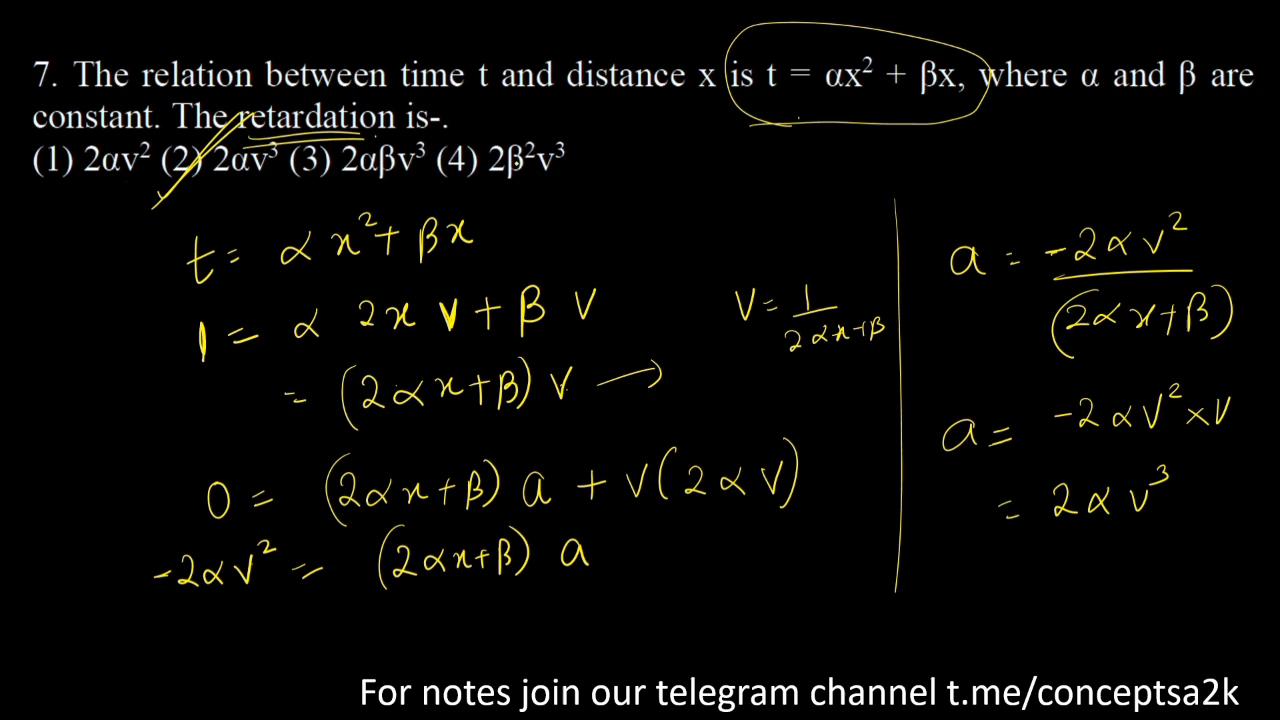 7. The relation between time t and distance x is t = αx² + βx, where α and β are
constant. The retardation is-.
(1) 2αv² (2) 2αv³ (3) 2αβv³ (4) 2β²v³
t = α x² + βx
1 = α 2x v + β v
= (2αx+β) v →
0 = (2αx+β) a + v(2αv)
-2αv² = (2αx+β) a
v = 1/2αx+β
a = -2αv²/(2αx+β)
a = -2αv²×v
= 2αv³
For notes join our telegram channel t.me/conceptsa2k